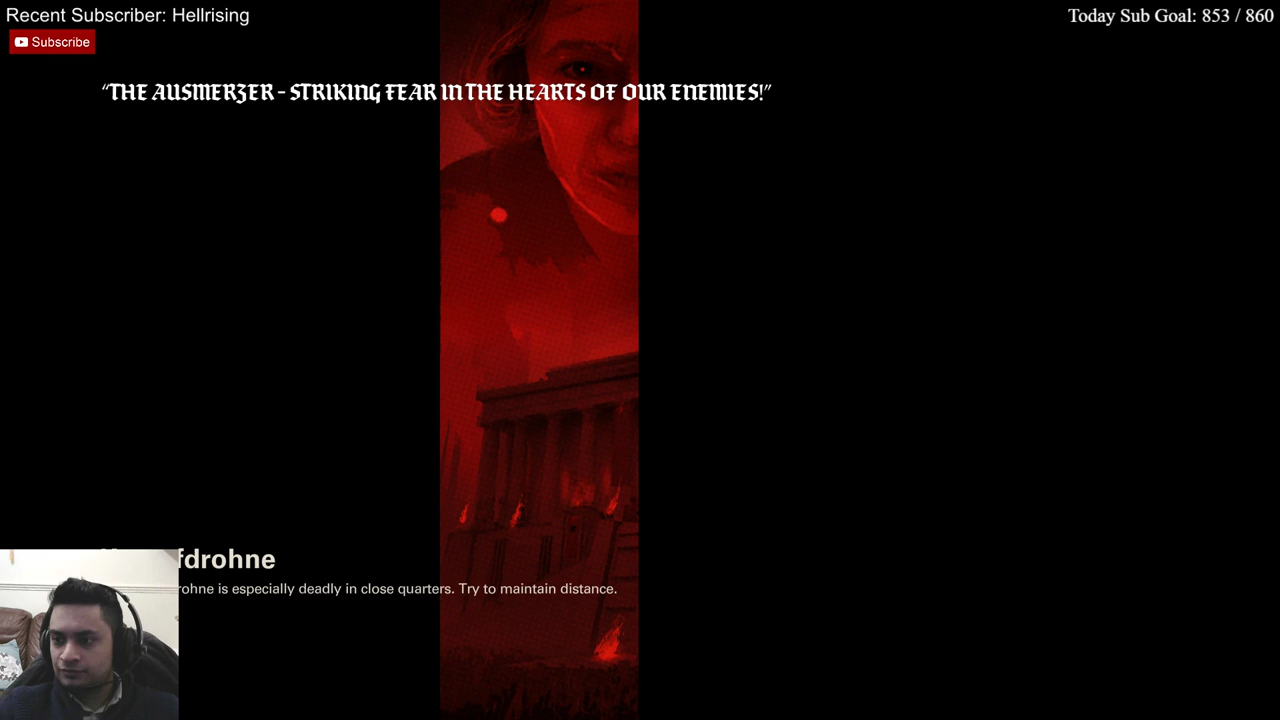 Recent Subscriber: Hellrising
Today Sub Goal: 853 / 860
Subscribe
“THE AUSMERZER - STRIKING FEAR IN THE HEARTS OF OUR ENEMIES!”
fdrohne
rohne is especially deadly in close quarters. Try to maintain distance.